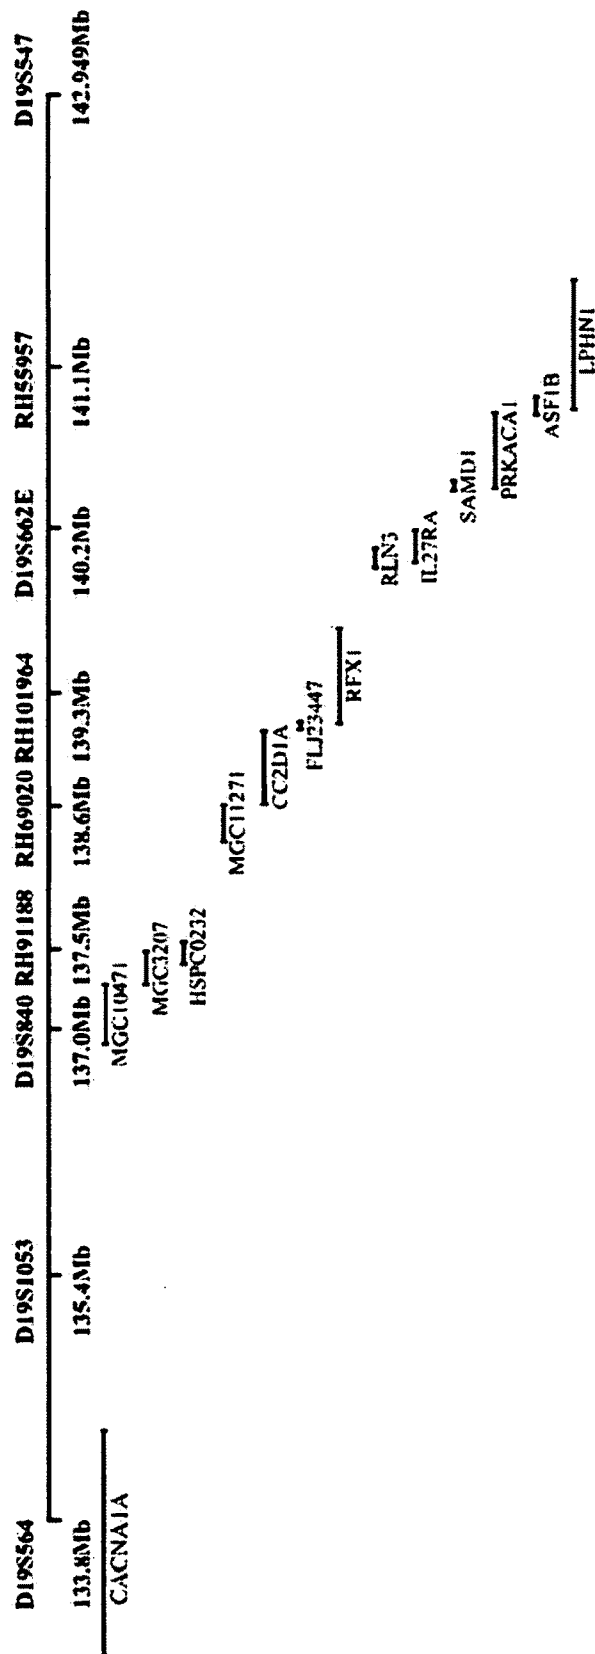 D19S564 D19S1053 D19S840 RH91188 RH69020 RH101964 D19S662E RH55957 D19S547
133.8Mb 135.4Mb 137.0Mb 137.5Mb 138.6Mb 139.3Mb 140.2Mb 141.1Mb 142.949Mb
CACNA1A MGC10471
MGC3207
HSPC0232
MGC11271
CC2D1A
FLJ23447
RFX1
RLN3
IL27RA
SAMD1
PRKACA1
ASF1B
LPHN1